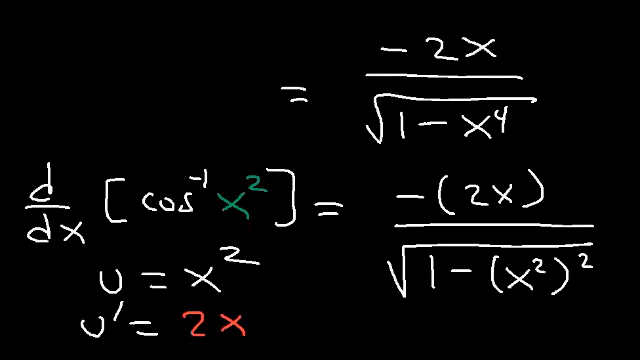 = -2x / √(1 - x⁴)
d/dx [cos⁻¹ x²] = -(2x) / √(1 - (x²)²)
u = x²
u' = 2x